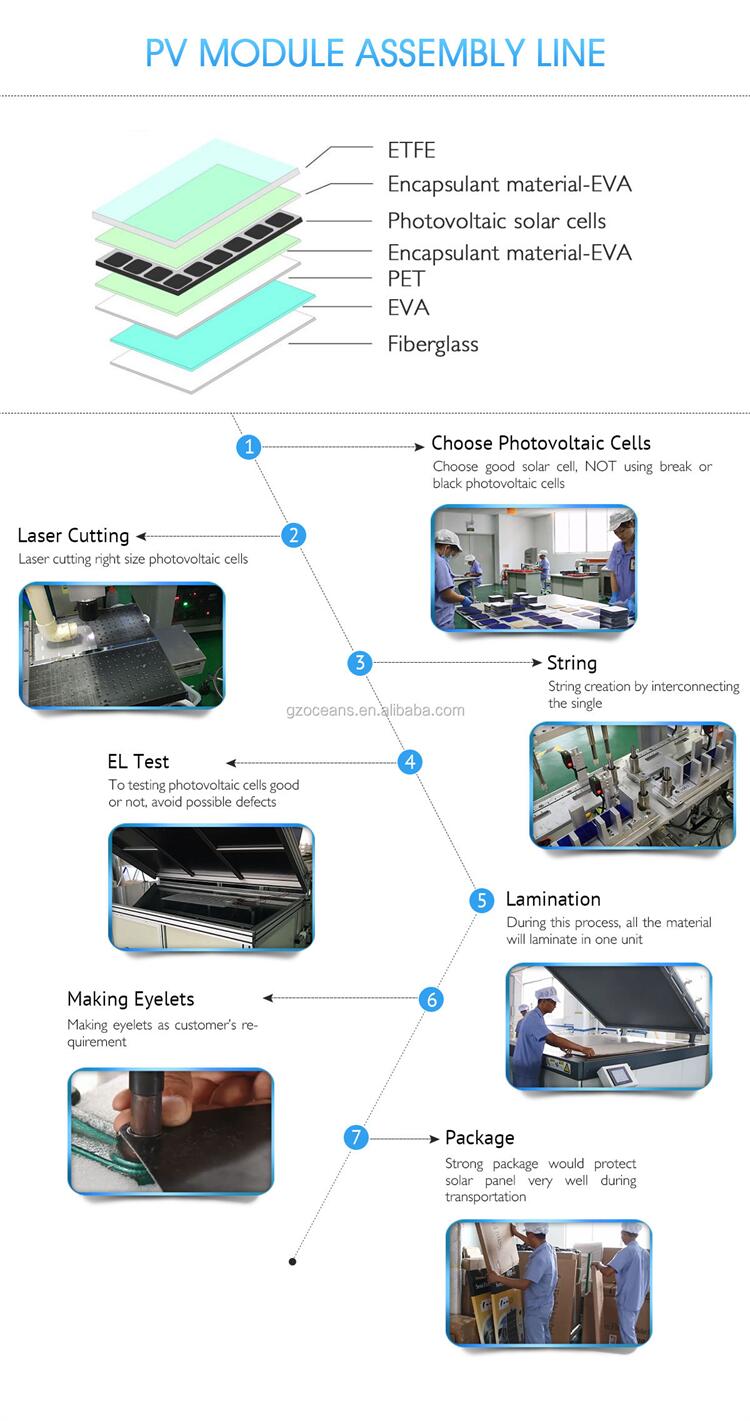 PV MODULE ASSEMBLY LINE
ETFE
Encapsulant material-EVA
Photovoltaic solar cells
Encapsulant material-EVA
PET
EVA
Fiberglass
1
Choose Photovoltaic Cells
Choose good solar cell, NOT using break or
black photovoltaic cells
2
Laser Cutting
Laser cutting right size photovoltaic cells
3
String
String creation by interconnecting
the single
gzoceans.en.alibaba.com
4
EL Test
To testing photovoltaic cells good
or not, avoid possible defects
5
Lamination
During this process, all the material
will laminate in one unit
6
Making Eyelets
Making eyelets as customer's re-
quirement
7
Package
Strong package would protect
solar panel very well during
transportation